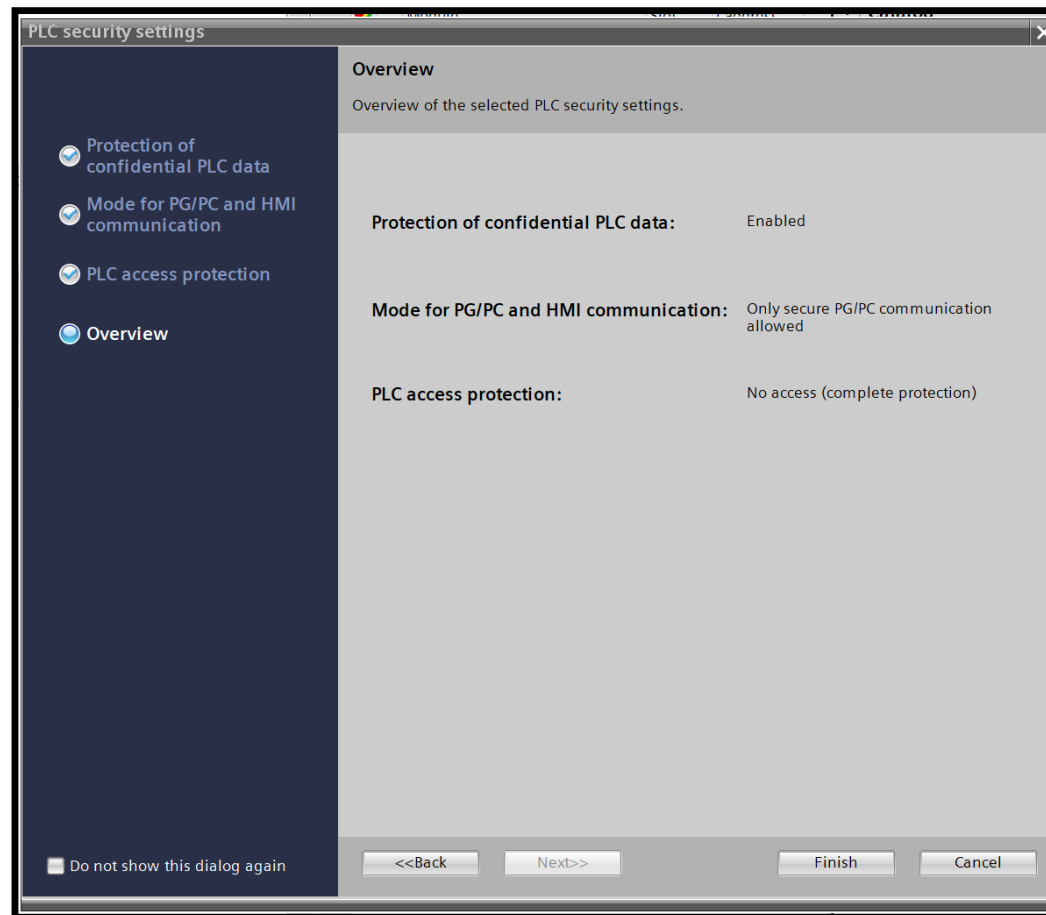 PLC security settings
Overview
Overview of the selected PLC security settings.
Protection of
confidential PLC data
Mode for PG/PC and HMI
communication
PLC access protection
Overview
Protection of confidential PLC data: Enabled
Mode for PG/PC and HMI communication: Only secure PG/PC communication
allowed
PLC access protection: No access (complete protection)
Do not show this dialog again
<<Back
Next>>
Finish
Cancel